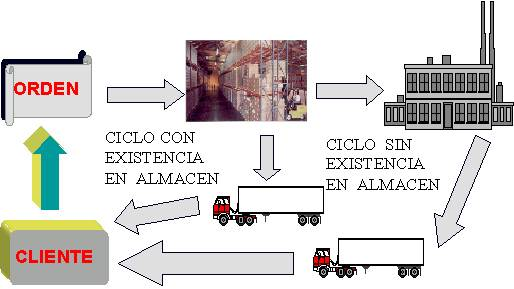 ORDEN
CICLO CON
EXISTENCIA
EN ALMACEN
CICLO SIN
EXISTENCIA
EN ALMACEN
CLIENTE